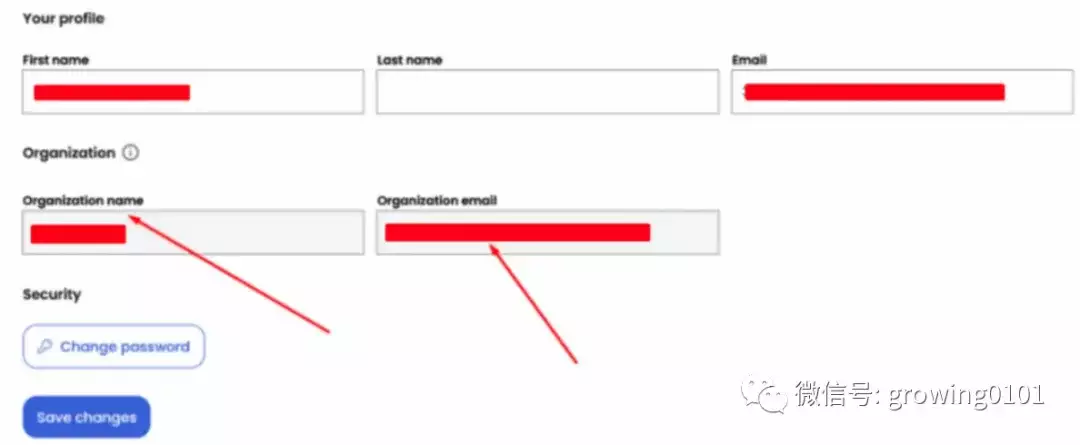 Your profile
First name
Last name
Email
Organization
Organization name
Organization email
Security
Change password
Save changes
微信号: growing0101